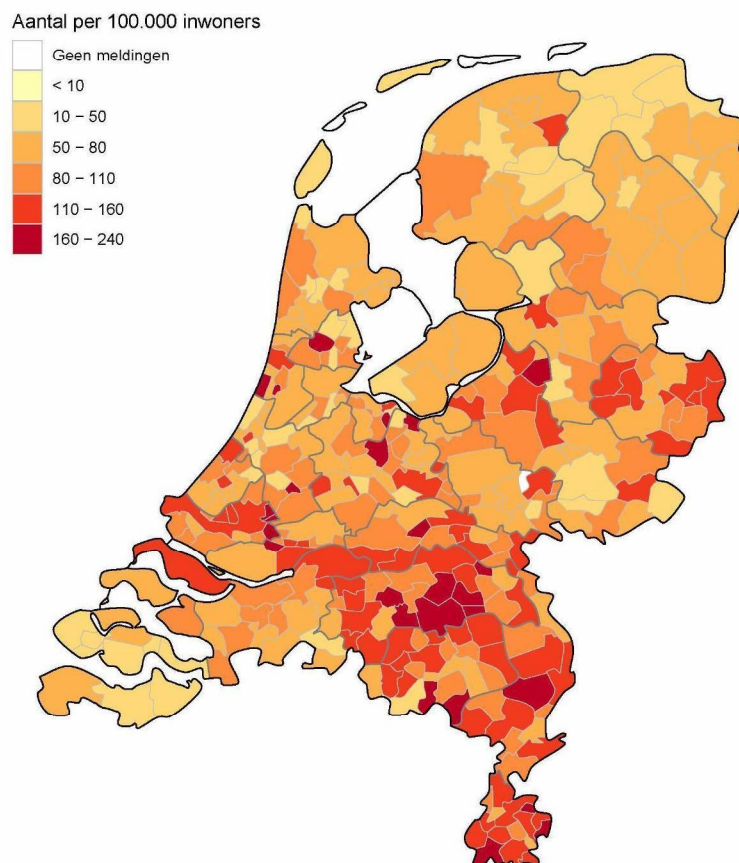 Aantal per 100.000 inwoners
Geen meldingen
< 10
10 – 50
50 – 80
80 – 110
110 – 160
160 – 240